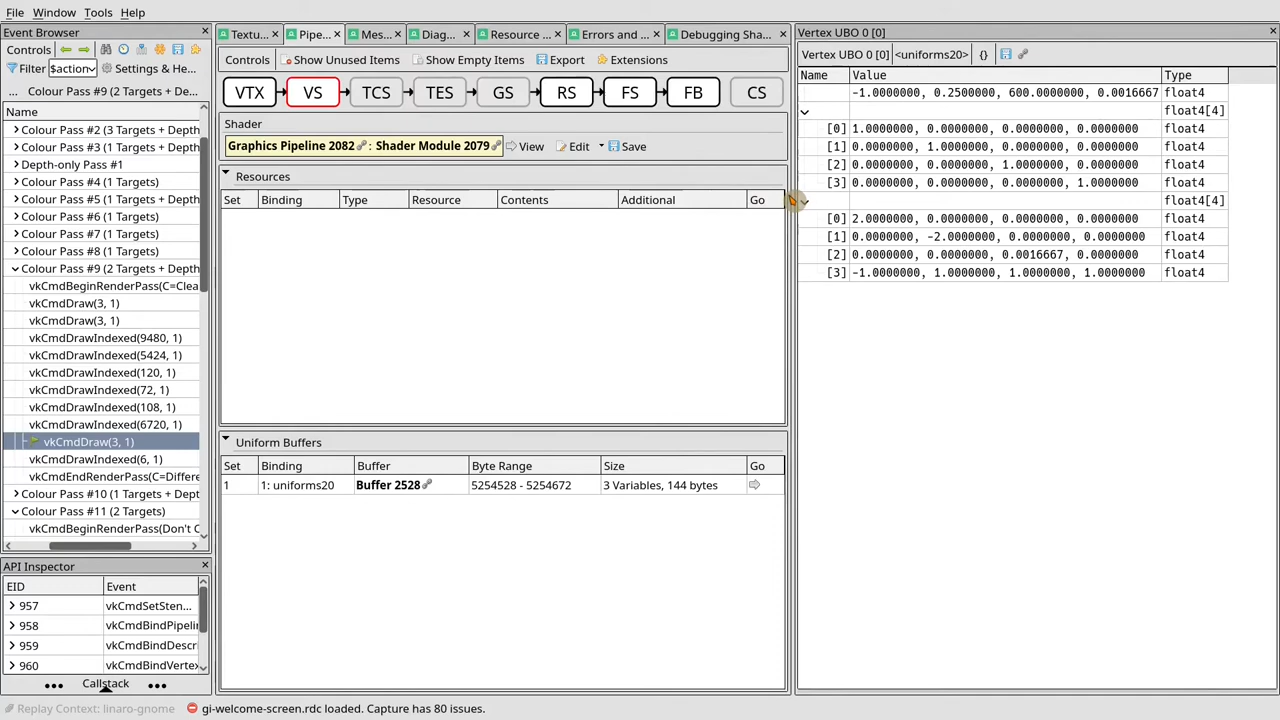 File Window Tools Help
Event Browser
Controls
Filter $action Settings & He...
... Colour Pass #9 (2 Targets + De...
Name
Colour Pass #2 (3 Targets + Depth
Colour Pass #3 (1 Targets + Depth
Depth-only Pass #1
Colour Pass #4 (1 Targets)
Colour Pass #5 (1 Targets + Depth
Colour Pass #6 (1 Targets)
Colour Pass #7 (1 Targets)
Colour Pass #8 (1 Targets)
Colour Pass #9 (2 Targets + Depth
vkCmdBeginRenderPass(C=Clea
vkCmdDraw(3, 1)
vkCmdDraw(3, 1)
vkCmdDrawIndexed(9480, 1)
vkCmdDrawIndexed(5424, 1)
vkCmdDrawIndexed(120, 1)
vkCmdDrawIndexed(72, 1)
vkCmdDrawIndexed(108, 1)
vkCmdDrawIndexed(6720, 1)
vkCmdDraw(3, 1)
vkCmdDrawIndexed(6, 1)
vkCmdEndRenderPass(C=Differe
Colour Pass #10 (1 Targets + Depth
Colour Pass #11 (2 Targets)
vkCmdBeginRenderPass(Don't C
API Inspector
EID Event
957 vkCmdSetSten...
958 vkCmdBindPipelin
959 vkCmdBindDescri
960 vkCmdBindVertex
Callstack
Textu... Pipe... Mes... Diag... Resource ... Errors and ... Debugging Sha...
Controls Show Unused Items Show Empty Items Export Extensions
VTX VS TCS TES GS RS FS FB CS
Shader
Graphics Pipeline 2082 : Shader Module 2079 View Edit Save
Resources
Set Binding Type Resource Contents Additional Go
Uniform Buffers
Set Binding Buffer Byte Range Size Go
1 1: uniforms20 Buffer 2528 5254528 - 5254672 3 Variables, 144 bytes
Vertex UBO 0 [0]
Vertex UBO 0 [0] <uniforms20> {}
Name Value Type
-1.0000000, 0.2500000, 600.0000000, 0.0016667 float4
float4[4]
[0] 1.0000000, 0.0000000, 0.0000000, 0.0000000 float4
[1] 0.0000000, 1.0000000, 0.0000000, 0.0000000 float4
[2] 0.0000000, 0.0000000, 1.0000000, 0.0000000 float4
[3] 0.0000000, 0.0000000, 0.0000000, 1.0000000 float4
float4[4]
[0] 2.0000000, 0.0000000, 0.0000000, 0.0000000 float4
[1] 0.0000000, -2.0000000, 0.0000000, 0.0000000 float4
[2] 0.0000000, 0.0000000, 0.0016667, 0.0000000 float4
[3] -1.0000000, 1.0000000, 1.0000000, 1.0000000 float4
Replay Context: linaro-gnome gi-welcome-screen.rdc loaded. Capture has 80 issues.